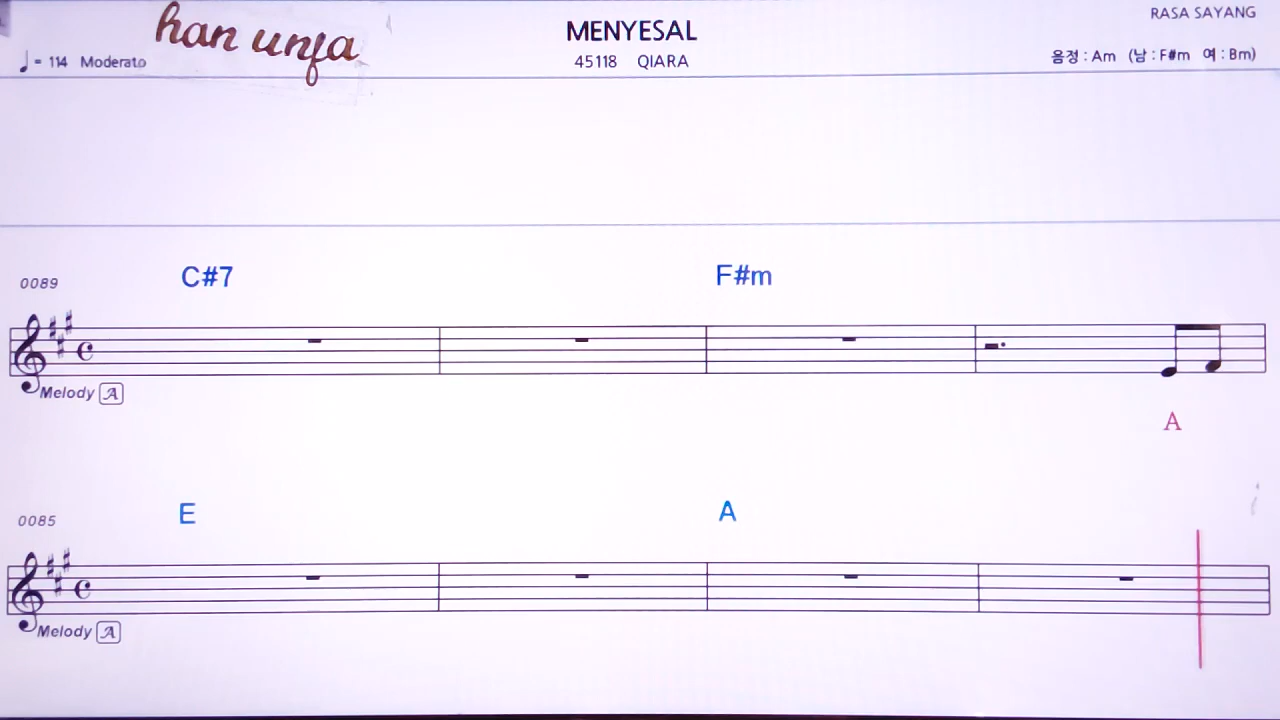 han unfa
MENYESAL
RASA SAYANG
♩ = 114 Moderato
45118 QIARA
음정 : Am (남 : F#m 여 : Bm)
0089
C#7 F#m
Melody A
A
0085
E A
Melody A